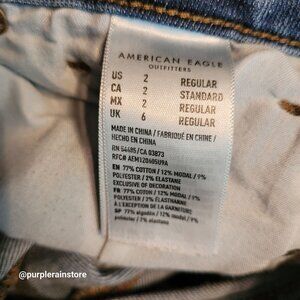 AMERICAN EAGLE
OUTFITTERS
US 2 REGULAR
CA 2 STANDARD
MX 2 REGULAR
UK 6 REGULAR
MADE IN CHINA / FABRIQUÉ EN CHINE /
HECHO EN CHINA
RN 54485/CA 03873
RFC# AEM1206050V9A
EN 77% COTTON / 12% MODAL / 9%
POLYESTER / 2% ELASTANE
EXCLUSIVE OF DECORATION
FR 77% COTON / 12% MODAL / 9%
POLYESTER / 2% ÉLASTHANNE
À L'EXCEPTION DE LA GARNITURE
SP 77% algodón / 12% modal / 9%
poliéster / 2% elastano
@purplerainstore